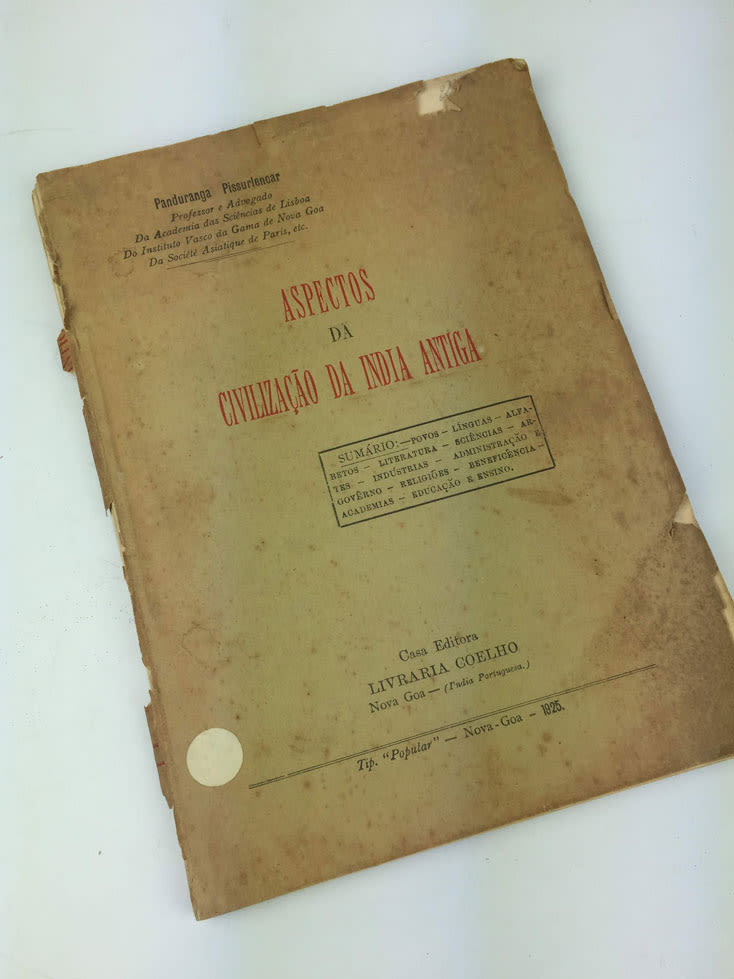 Panduranga Pissurlencar
Professor e Advogado
Da Academia das Sciências de Lisboa
Do Instituto Vasco da Gama de Nova Goa
Da Société Asiatique de Paris, etc.
ASPECTOS
DA
CIVILIZAÇÃO DA INDIA ANTIGA
SUMÁRIO:—POVOS – LÍNGUAS – ALFA-
BETOS – LITERATURA – SCIÊNCIAS – AR-
TES – INDÚSTRIAS – ADMINISTRAÇÃO E
GOVÊRNO – RELIGIÕES – BENEFICÊNCIA –
ACADEMIAS – EDUCAÇÃO E ENSINO.
Casa Editora
LIVRARIA COELHO
Nova Goa — (India Portuguesa.)
Tip. “Popular” — Nova-Goa – 1925.